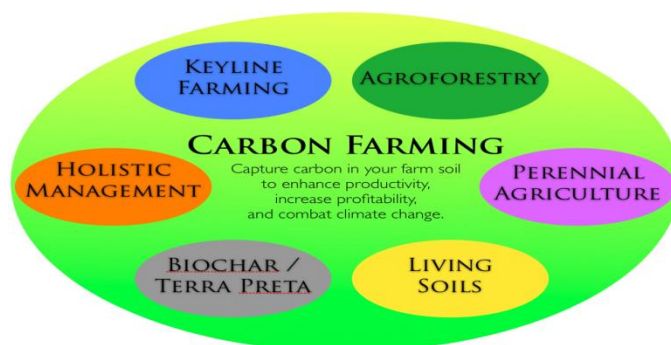 KEYLINE
FARMING
AGROFORESTRY
CARBON FARMING
Capture carbon in your farm soil
to enhance productivity,
increase profitability,
and combat climate change.
HOLISTIC
MANAGEMENT
PERENNIAL
AGRICULTURE
BIOCHAR /
TERRA PRETA
LIVING
SOILS